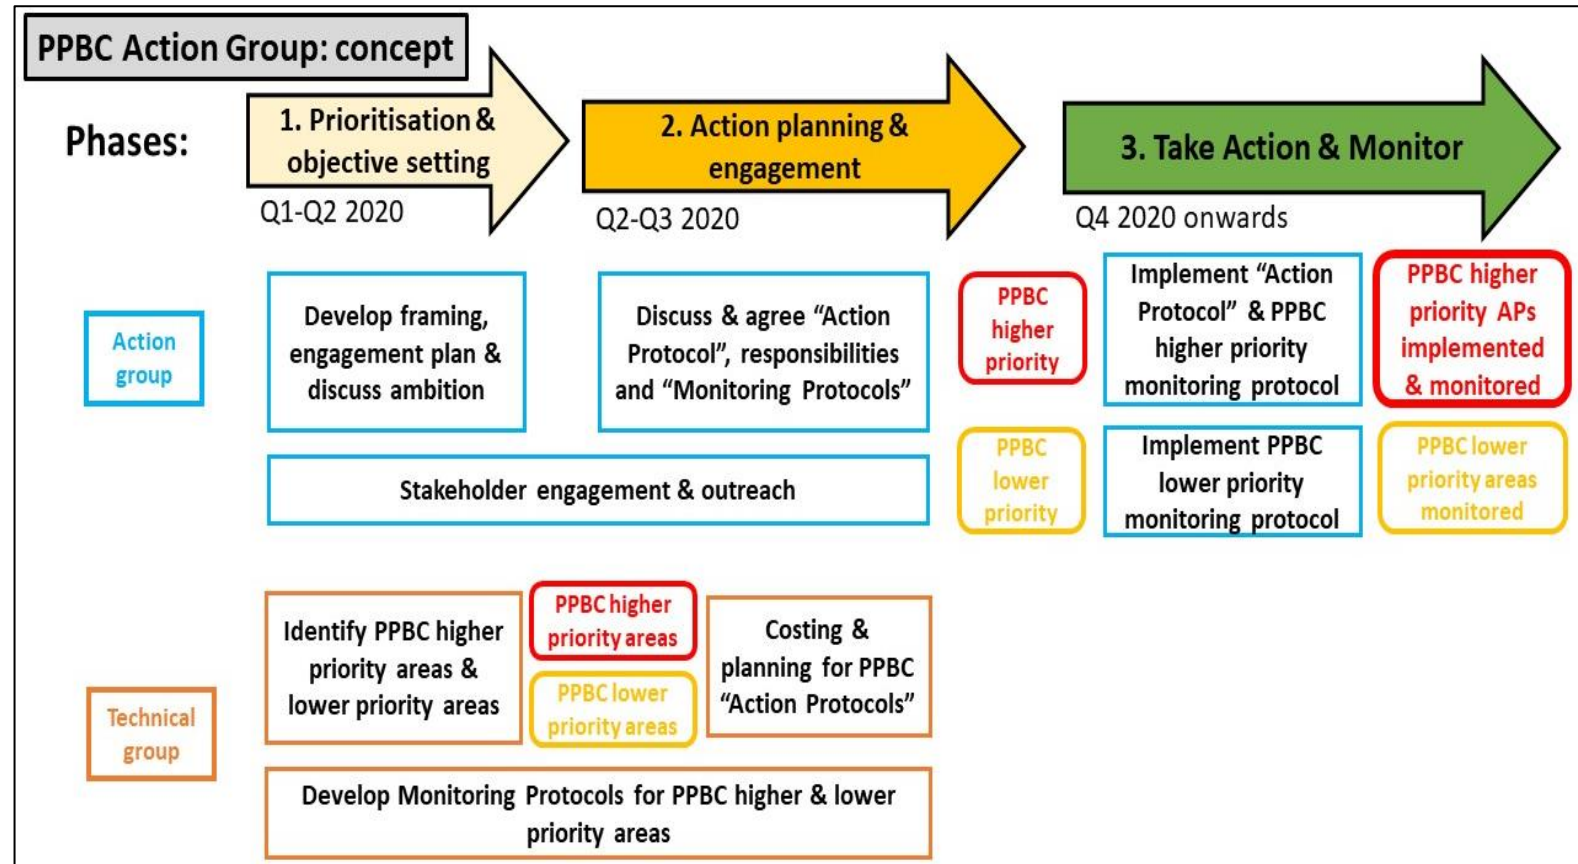 PPBC Action Group: concept
Phases:
1. Prioritisation &
objective setting
Q1-Q2 2020
2. Action planning &
engagement
Q2-Q3 2020
3. Take Action & Monitor
Q4 2020 onwards
Action
group
Develop framing,
engagement plan &
discuss ambition
Discuss & agree “Action
Protocol”, responsibilities
and “Monitoring Protocols”
PPBC
higher
priority
Implement “Action
Protocol” & PPBC
higher priority
monitoring protocol
PPBC higher
priority APs
implemented
& monitored
Stakeholder engagement & outreach
PPBC
lower
priority
Implement PPBC
lower priority
monitoring protocol
PPBC lower
priority areas
monitored
Technical
group
Identify PPBC higher
priority areas &
lower priority areas
PPBC higher
priority areas
PPBC lower
priority areas
Costing &
planning for PPBC
“Action Protocols”
Develop Monitoring Protocols for PPBC higher & lower
priority areas